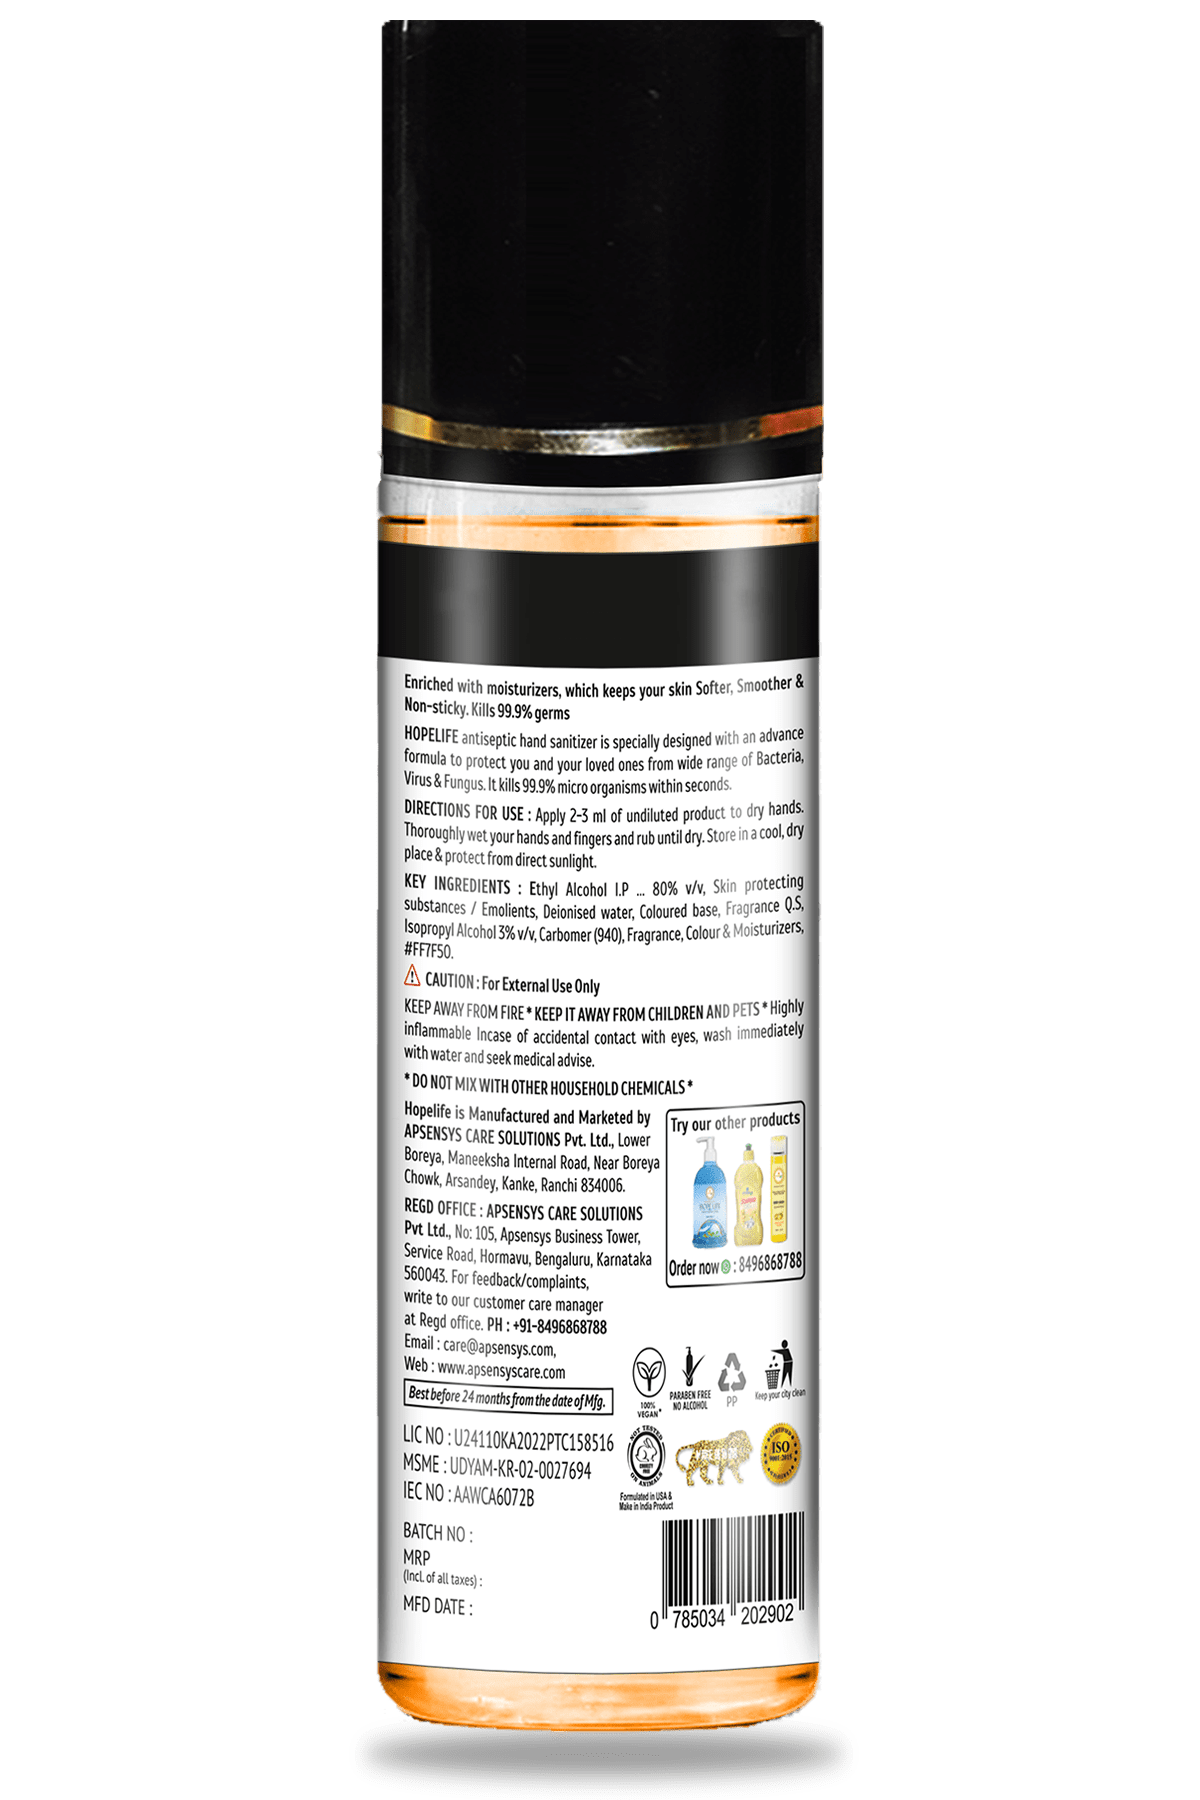 Enriched with moisturizers, which keeps your skin Softer, Smoother &
Non-sticky. Kills 99.9% germs
HOPELIFE antiseptic hand sanitizer is specially designed with an advance
formula to protect you and your loved ones from wide range of Bacteria,
Virus & Fungus. It kills 99.9% micro organisms within seconds.
DIRECTIONS FOR USE : Apply 2-3 ml of undiluted product to dry hands.
Thoroughly wet your hands and fingers and rub until dry. Store in a cool, dry
place & protect from direct sunlight.
KEY INGREDIENTS : Ethyl Alcohol I.P ... 80% v/v, Skin protecting
substances / Emolients, Deionised water, Coloured base, Fragrance Q.S,
Isopropyl Alcohol 3% v/v, Carbomer (940), Fragrance, Colour & Moisturizers,
#FF7F50.
CAUTION : For External Use Only
KEEP AWAY FROM FIRE * KEEP IT AWAY FROM CHILDREN AND PETS * Highly
inflammable Incase of accidental contact with eyes, wash immediately
with water and seek medical advise.
* DO NOT MIX WITH OTHER HOUSEHOLD CHEMICALS *
Hopelife is Manufactured and Marketed by
APSENSYS CARE SOLUTIONS Pvt. Ltd., Lower
Boreya, Maneeksha Internal Road, Near Boreya
Chowk, Arsandey, Kanke, Ranchi 834006.
REGD OFFICE : APSENSYS CARE SOLUTIONS
Pvt Ltd., No: 105, Apsensys Business Tower,
Service Road, Hormavu, Bengaluru, Karnataka
560043. For feedback/complaints,
write to our customer care manager
at Regd office. PH : +91-8496868788
Email : care@apsensys.com,
Web : www.apsensyscare.com
Best before 24 months from the date of Mfg.
Try our other products
HOPE LIFE
Order now : 8496868788
100%
VEGAN*
PARABEN FREE
NO ALCOHOL
PP
Keep your city clean
LIC NO : U24110KA2022PTC158516
MSME : UDYAM-KR-02-0027694
IEC NO : AAWCA6072B
NOT TESTED
CRUELTY
FREE
ON ANIMALS
CERTIFIED
ISO
9001:2015
Formulated in USA &
Make in India Product
BATCH NO :
MRP
(Incl. of all taxes) :
MFD DATE :
0 785034 202902